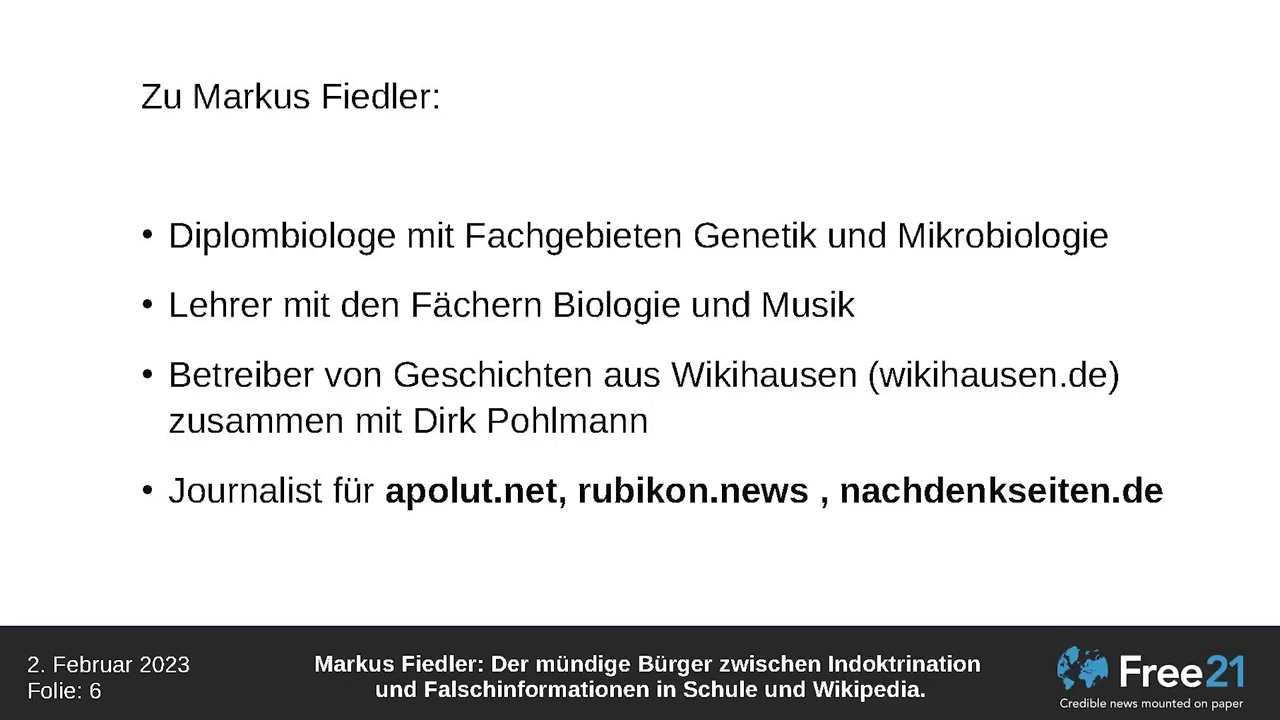 Zu Markus Fiedler:
• Diplombiologe mit Fachgebieten Genetik und Mikrobiologie
• Lehrer mit den Fächern Biologie und Musik
• Betreiber von Geschichten aus Wikihausen (wikihausen.de)
zusammen mit Dirk Pohlmann
• Journalist für apolut.net, rubikon.news , nachdenkseiten.de
2. Februar 2023
Folie: 6
Markus Fiedler: Der mündige Bürger zwischen Indoktrination
und Falschinformationen in Schule und Wikipedia.
Free21
Credible news mounted on paper